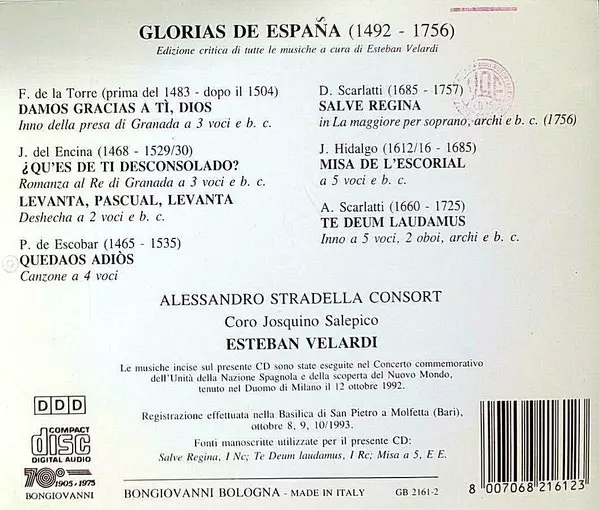 GLORIAS DE ESPAÑA (1492 - 1756)
Edizione critica di tutte le musiche a cura di Esteban Velardi
F. de la Torre (prima del 1483 - dopo il 1504)
DAMOS GRACIAS A TÌ, DIOS
Inno della presa di Granada a 3 voci e b. c.
J. del Encina (1468 - 1529/30)
¿QU'ES DE TI DESCONSOLADO?
Romanza al Re di Granada a 3 voci e b. c.
LEVANTA, PASCUAL, LEVANTA
Deshecha a 2 voci e b. c.
P. de Escobar (1465 - 1535)
QUEDAOS ADIÒS
Canzone a 4 voci
D. Scarlatti (1685 - 1757)
SALVE REGINA
in La maggiore per soprano, archi e b. c. (1756)
J. Hidalgo (1612/16 - 1685)
MISA DE L'ESCORIAL
a 5 voci e b. c.
A. Scarlatti (1660 - 1725)
TE DEUM LAUDAMUS
Inno a 5 voci, 2 oboi, archi e b. c.
ALESSANDRO STRADELLA CONSORT
Coro Josquino Salepico
ESTEBAN VELARDI
Le musiche incise sul presente CD sono state eseguite nel Concerto commemorativo
dell'Unità della Nazione Spagnola e della scoperta del Nuovo Mondo,
tenuto nel Duomo di Milano il 12 ottobre 1992.
Registrazione effettuata nella Basilica di San Pietro a Molfetta (Bari),
ottobre 8, 9, 10/1993.
Fonti manoscritte utilizzate per il presente CD:
Salve Regina, I Nc; Te Deum laudamus, I Rc; Misa a 5, E E.
DDD
COMPACT
disc
DIGITAL AUDIO
70° 1905-1975
BONGIOVANNI
BONGIOVANNI BOLOGNA - MADE IN ITALY
GB 2161-2
8 007068 216123